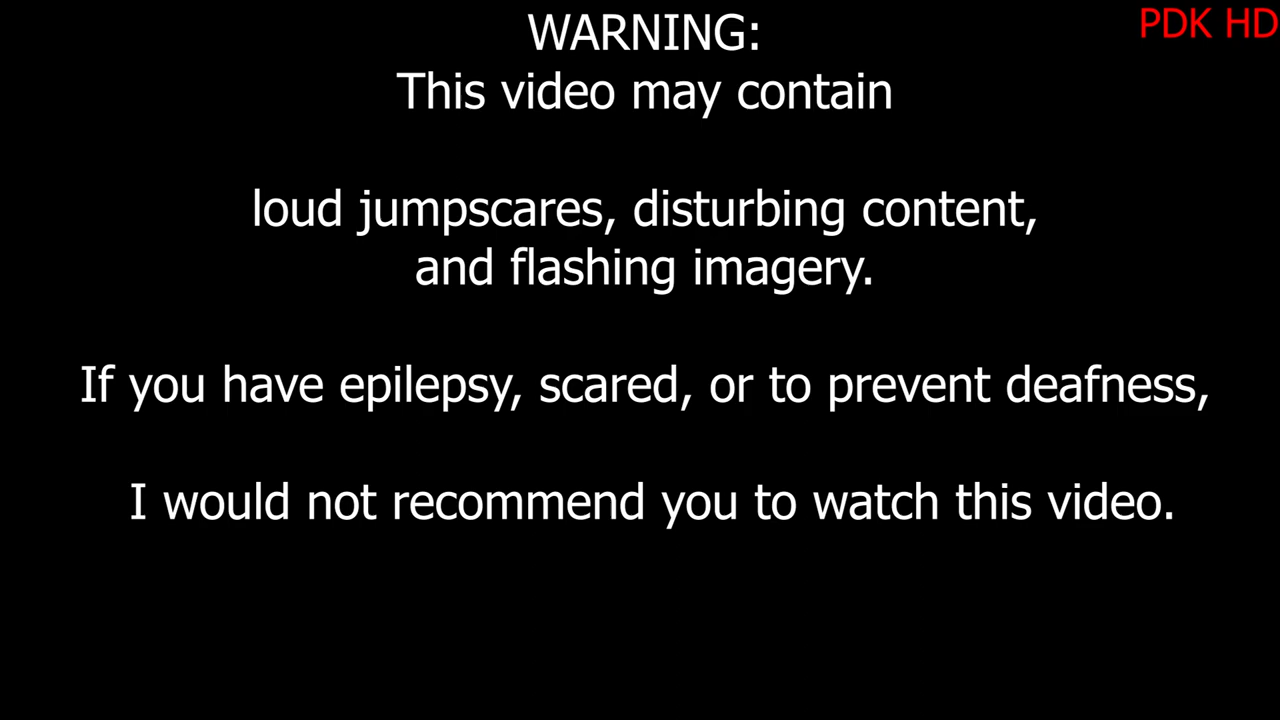 WARNING:
PDK HD
This video may contain
loud jumpscares, disturbing content,
and flashing imagery.
If you have epilepsy, scared, or to prevent deafness,
I would not recommend you to watch this video.